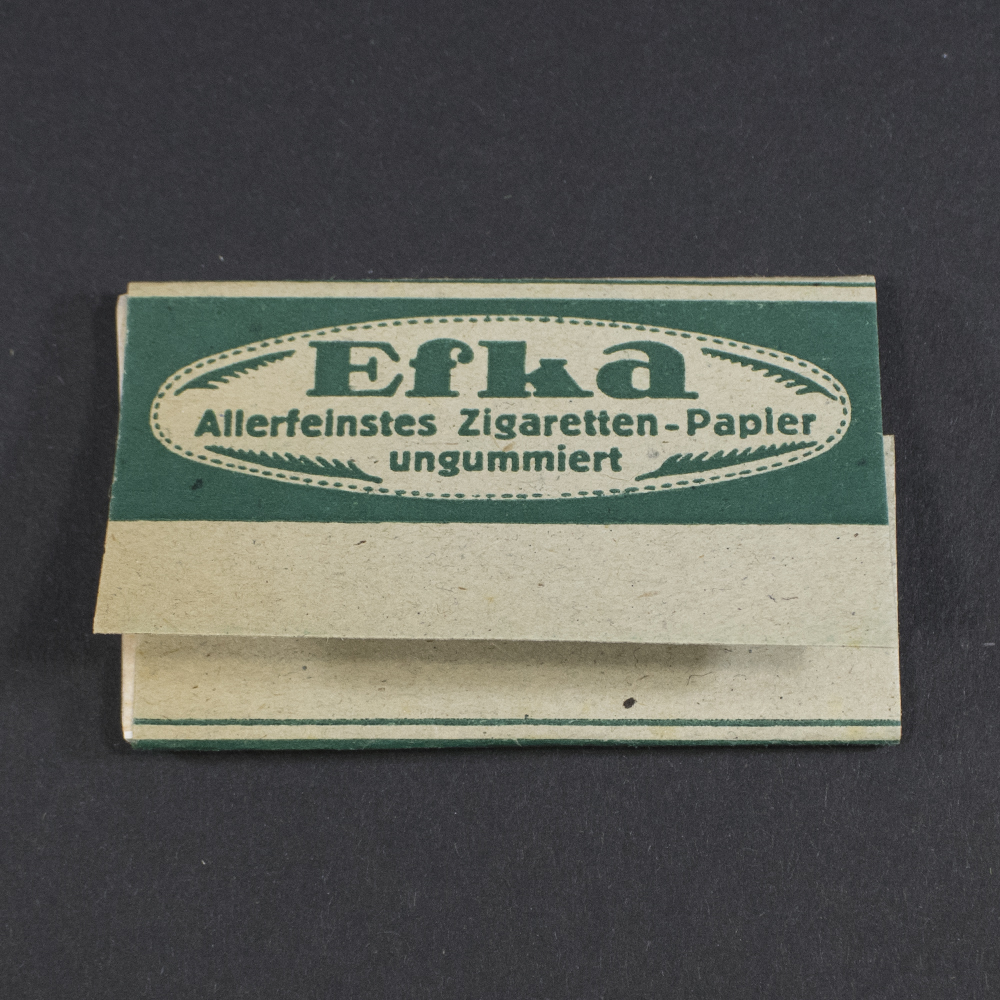 Efka
Allerfeinstes Zigaretten-Papier
ungummiert